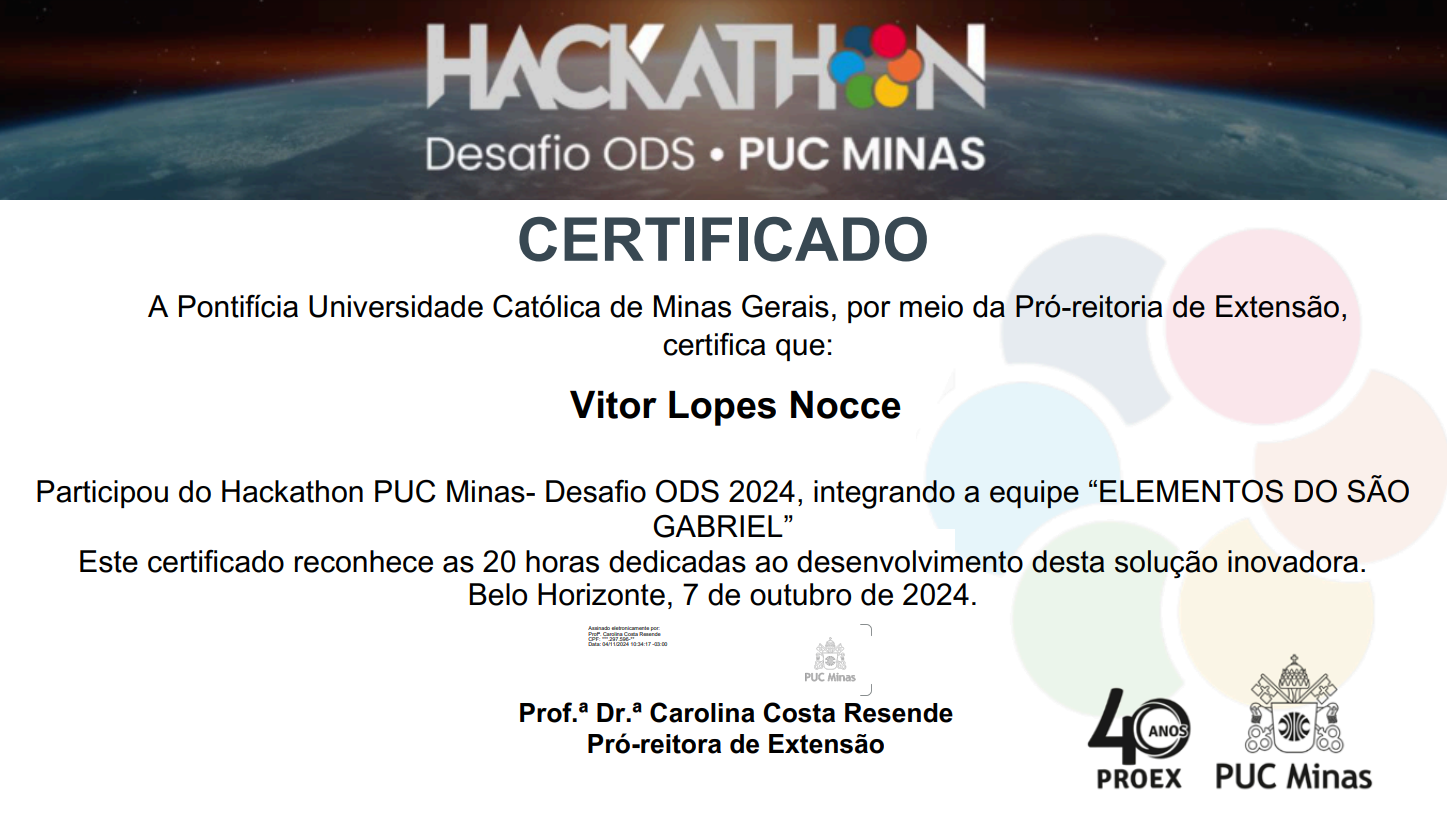 HACKATHON
Desafio ODS • PUC MINAS
CERTIFICADO
A Pontifícia Universidade Católica de Minas Gerais, por meio da Pró-reitoria de Extensão,
certifica que:
Vitor Lopes Nocce
Participou do Hackathon PUC Minas- Desafio ODS 2024, integrando a equipe “ELEMENTOS DO SÃO
GABRIEL”
Este certificado reconhece as 20 horas dedicadas ao desenvolvimento desta solução inovadora.
Belo Horizonte, 7 de outubro de 2024.
Assinado eletronicamente por:
Profª. Carolina Costa Resende
CPF: ***.297.596-**
Data: 04/11/2024 10:34:17 -03:00
PUC Minas
Prof.ª Dr.ª Carolina Costa Resende
Pró-reitora de Extensão
40 ANOS
PROEX
PUC Minas